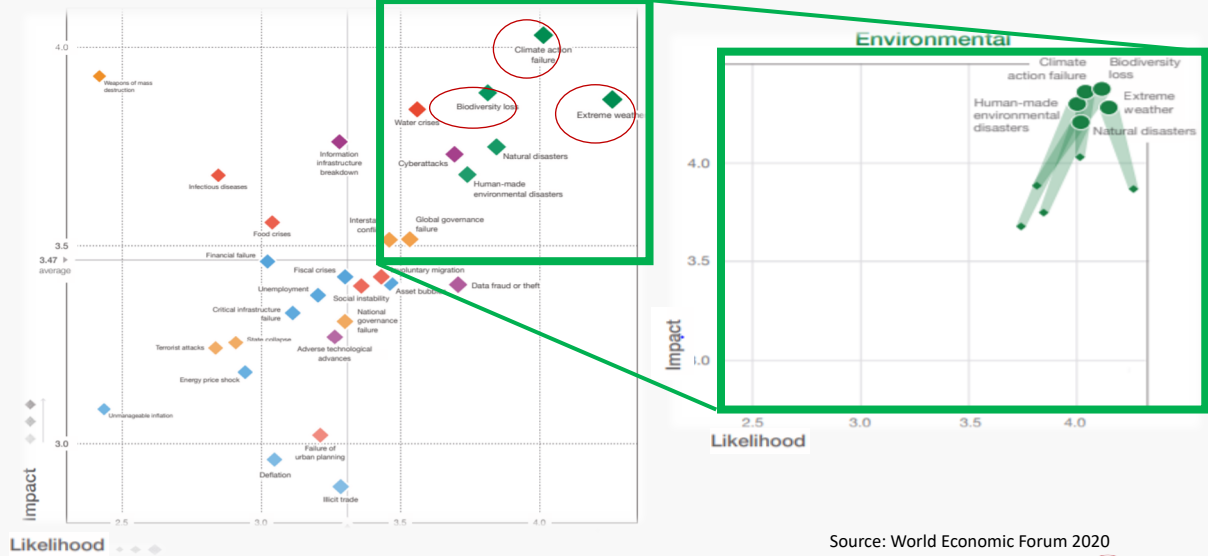 4.0
Weapons of mass
destruction
Climate action
failure
Biodiversity loss
Extreme weathe
Water crises
Information
infrastructure
breakdown
Cyberattacks
Natural disasters
Infectious diseases
Human-made
environmental disasters
Food crises
Intersta
confli
Global governance
failure
3.5
3.47
average
Financial failure
Fiscal crises
voluntary migration
Unemployment
Social instability
Asset bubb
Data fraud or theft
Critical infrastructure
failure
National
governance
failure
Terrorist attacks
State collapse
Adverse technological
advances
Energy price shock
Unmanageable inflation
3.0
Failure of
urban planning
Deflation
Illicit trade
impact
2.5
3.0
3.5
4.0
Likelihood
Environmental
Climate
action failure
Biodiversity
loss
Human-made
environmental
disasters
Extreme
weather
Natural disasters
4.0
3.5
.0
Impact
2.5
3.0
3.5
4.0
Likelihood
Source: World Economic Forum 2020